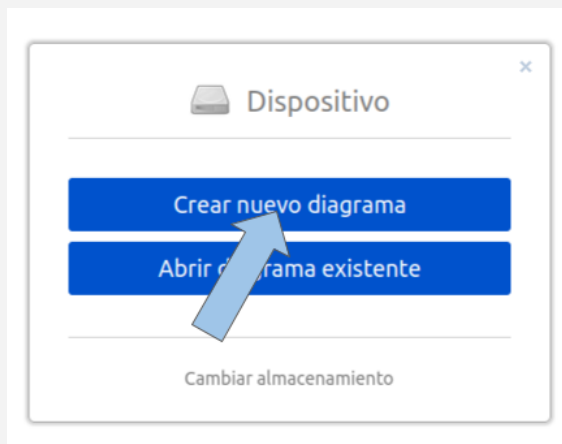 Dispositivo
Crear nuevo diagrama
Abrir diagrama existente
Cambiar almacenamiento